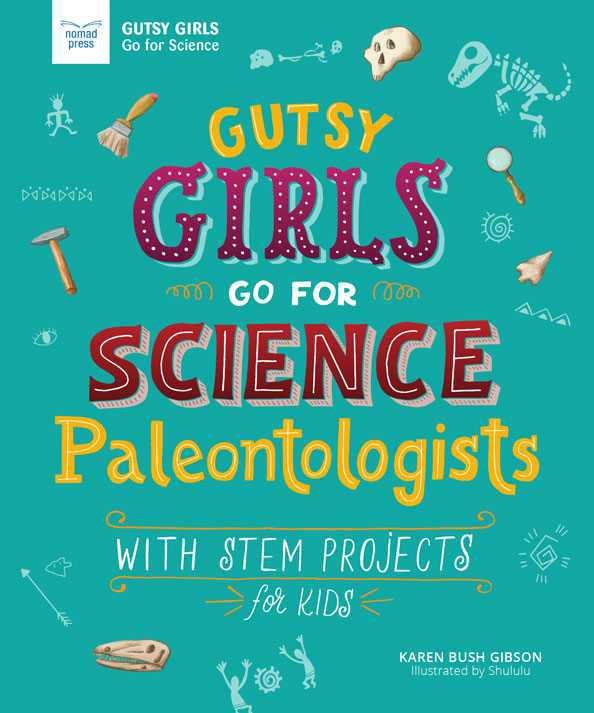 nomad
press
GUTSY GIRLS
Go for Science
GUTSY
GIRLS
GO FOR
SCIENCE
Paleontologists
WITH STEM PROJECTS
for KIDS
KAREN BUSH GIBSON
Illustrated by Shululu